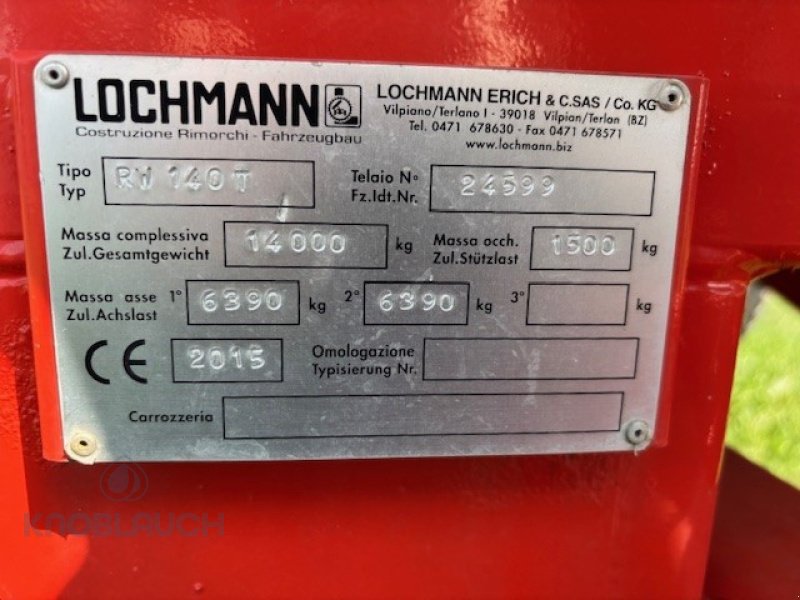 LOCHMANN
Costruzione Rimorchi - Fahrzeugbau
LOCHMANN ERICH & C.SAS / Co. KG
Vilpiano/Terlano I - 39018 Vilpian/Terlan (BZ)
Tel. 0471 678630 - Fax 0471 678571
www.lochmann.biz
Tipo
Typ
RW 140T
Telaio N°
Fz.Idt.Nr.
24599
Massa complessiva
Zul.Gesamtgewicht
14000 kg
Massa occh.
Zul.Stützlast
1500 kg
Massa asse 1°
Zul.Achslast
6390 kg
2° 6390 kg
3° kg
CE 2015
Omologazione
Typisierung Nr.
Carrozzeria
KNOBLAUCH